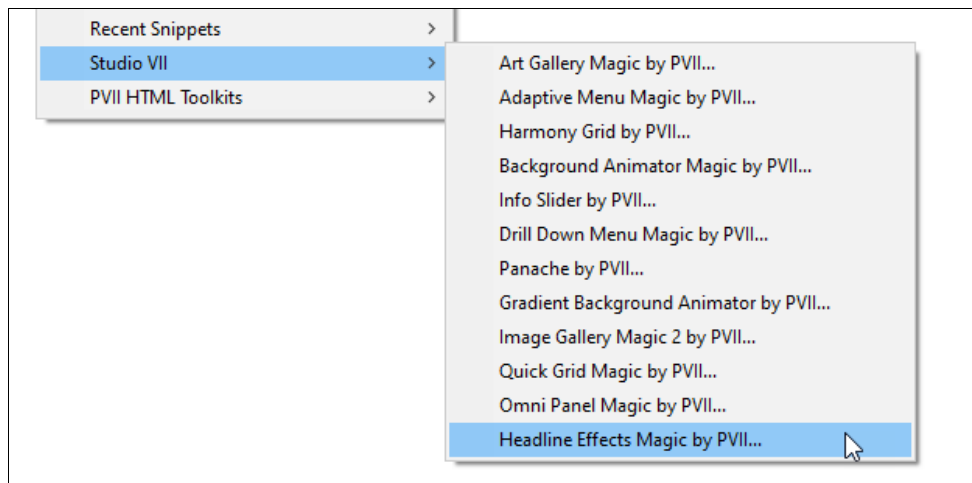 Recent Snippets
Studio VII
PVII HTML Toolkits
Art Gallery Magic by PVII...
Adaptive Menu Magic by PVII...
Harmony Grid by PVII...
Background Animator Magic by PVII...
Info Slider by PVII...
Drill Down Menu Magic by PVII...
Panache by PVII...
Gradient Background Animator by PVII...
Image Gallery Magic 2 by PVII...
Quick Grid Magic by PVII...
Omni Panel Magic by PVII...
Headline Effects Magic by PVII...